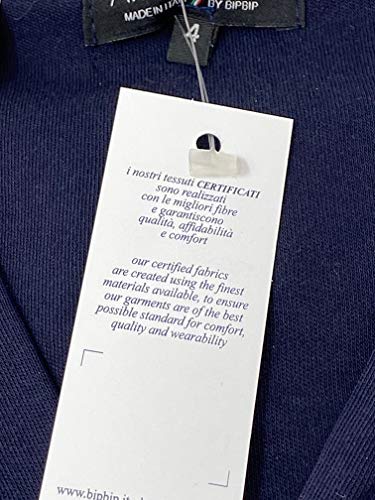 MADE IN ITALY BY BIPBIP
4
i nostri tessuti CERTIFICATI
sono realizzati
con le migliori fibre
e garantiscono
qualità, affidabilità
e comfort
our certified fabrics
are created using the finest
materials available, to ensure
our garments are of the best
possible standard for comfort,
quality and wearability
www.bipbip.it